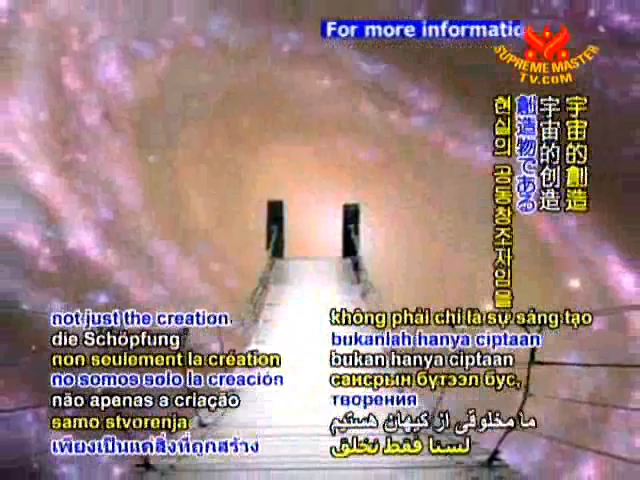 For more informatio
SUPREME MASTER
TV.COM
宇宙的創造
宇宙的创造
創造物である
현실의 공동창조자임을
not just the creation.
die Schöpfung
non seulement la création
no somos solo la creación
não apenas a criação
samo stvorenja
เพียงเป็นแค่สิ่งที่ถูกสร้าง
không phải chỉ là sự sáng tạo
bukanlah hanya ciptaan
bukan hanya ciptaan
сансрын бүтээл бус,
творения
ما مخلوقی از کیهان هستیم
لسنا فقط نخلق